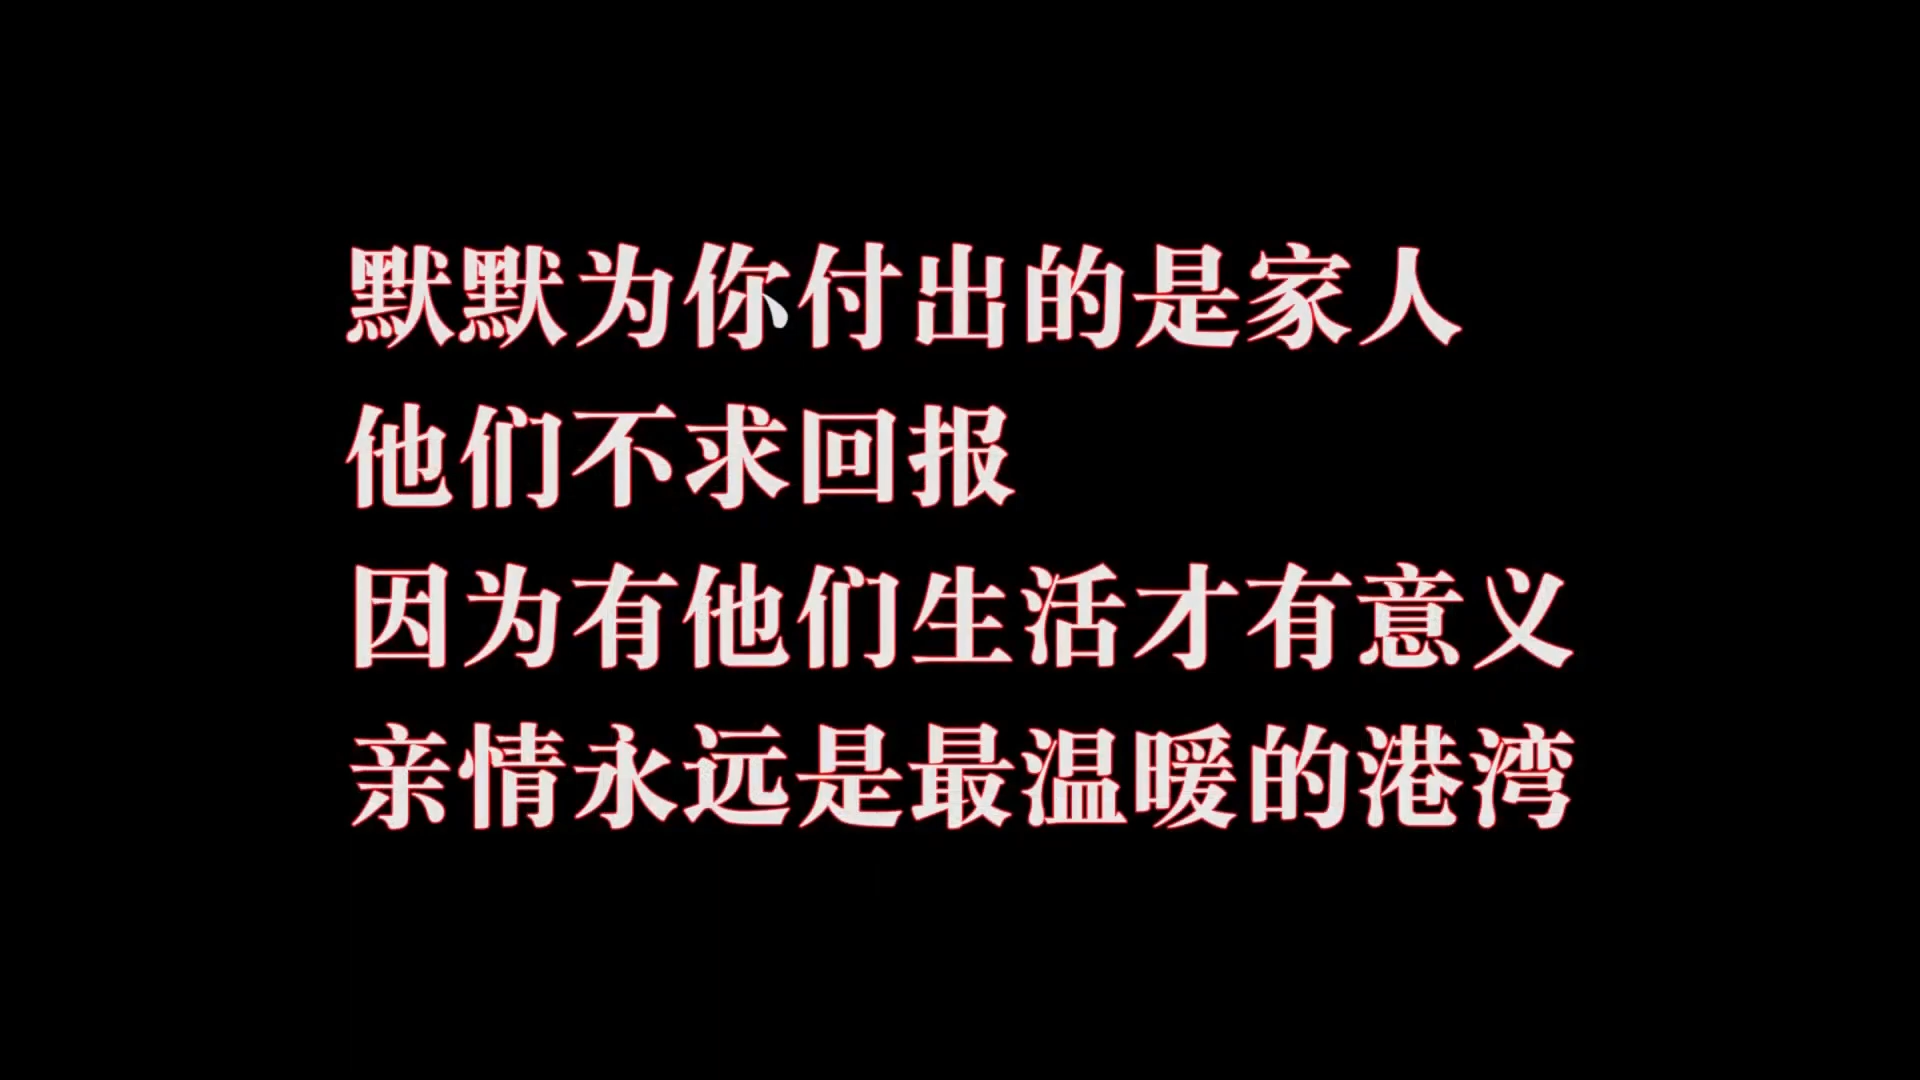 默默为你付出的是家人
他们不求回报
因为有他们生活才有意义
亲情永远是最温暖的港湾